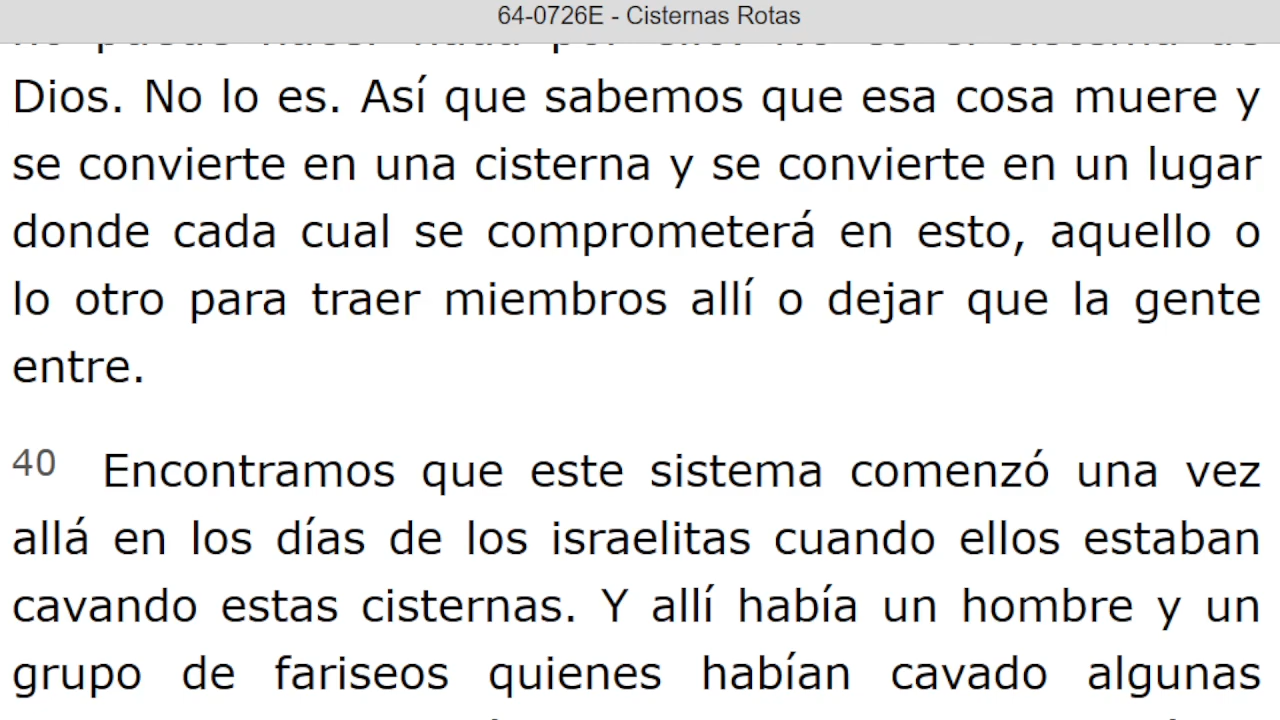 64-0726E - Cisternas Rotas
Dios. No lo es. Así que sabemos que esa cosa muere y
se convierte en una cisterna y se convierte en un lugar
donde cada cual se comprometerá en esto, aquello o
lo otro para traer miembros allí o dejar que la gente
entre.
40 Encontramos que este sistema comenzó una vez
allá en los días de los israelitas cuando ellos estaban
cavando estas cisternas. Y allí había un hombre y un
grupo de fariseos quienes habían cavado algunas